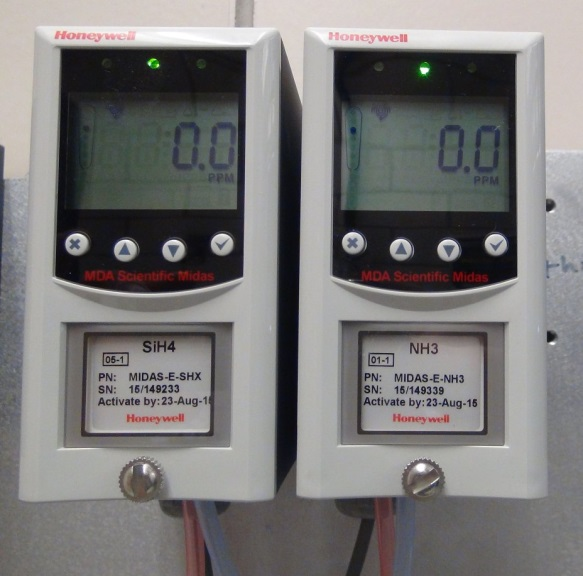 Honeywell
0.0
PPM
MDA Scientific Midas
SiH4
05-1
PN: MIDAS-E-SHX
SN: 15/149233
Activate by: 23-Aug-1
Honeywell
Honeywell
0.0
PPM
MDA Scientific Midas
NH3
01-1
PN: MIDAS-E-NH3
SN: 15/149339
Activate by: 23-Aug-15
Honeywell